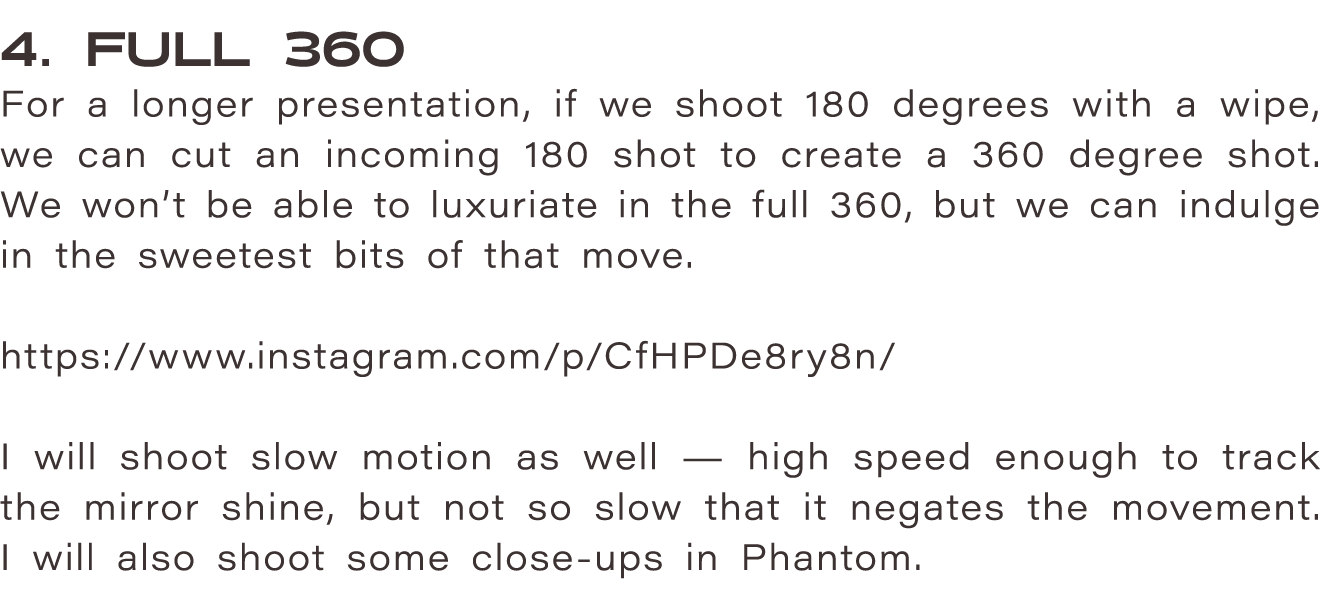 4. FULL 360
For a longer presentation, if we shoot 180 degrees with a wipe,
we can cut an incoming 180 shot to create a 360 degree shot.
We won’t be able to luxuriate in the full 360, but we can indulge
in the sweetest bits of that move.
https://www.instagram.com/p/CfHPDe8ry8n/
I will shoot slow motion as well — high speed enough to track
the mirror shine, but not so slow that it negates the movement.
I will also shoot some close-ups in Phantom.